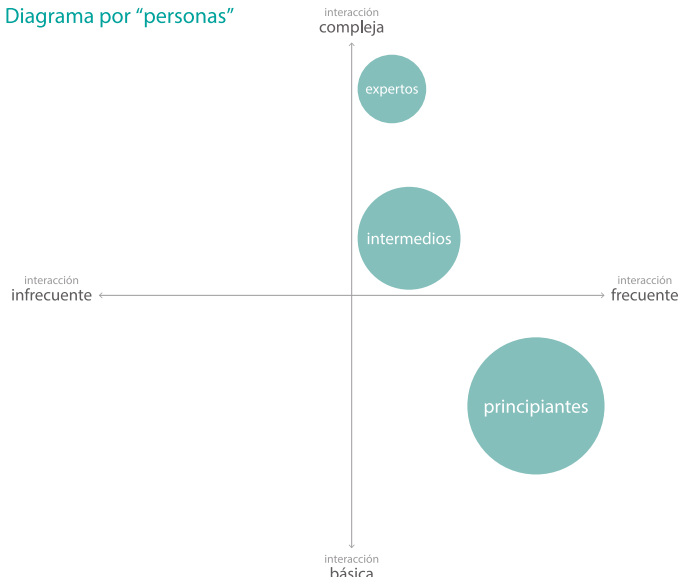 Diagrama por “personas”
interacción
compleja
expertos
intermedios
interacción
infrecuente
interacción
frecuente
principiantes
interacción
básica